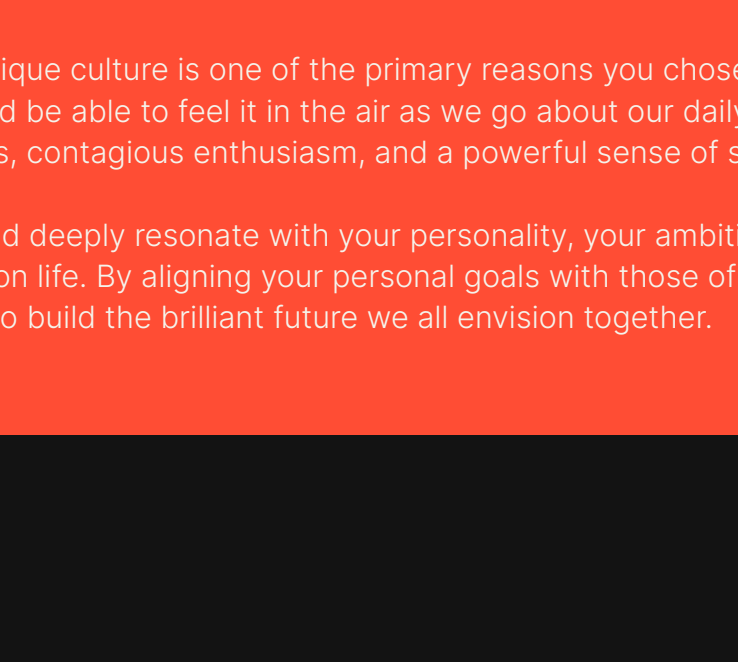 ique culture is one of the primary reasons you chose
d be able to feel it in the air as we go about our daily
s, contagious enthusiasm, and a powerful sense of s
d deeply resonate with your personality, your ambiti
on life. By aligning your personal goals with those of
o build the brilliant future we all envision together.